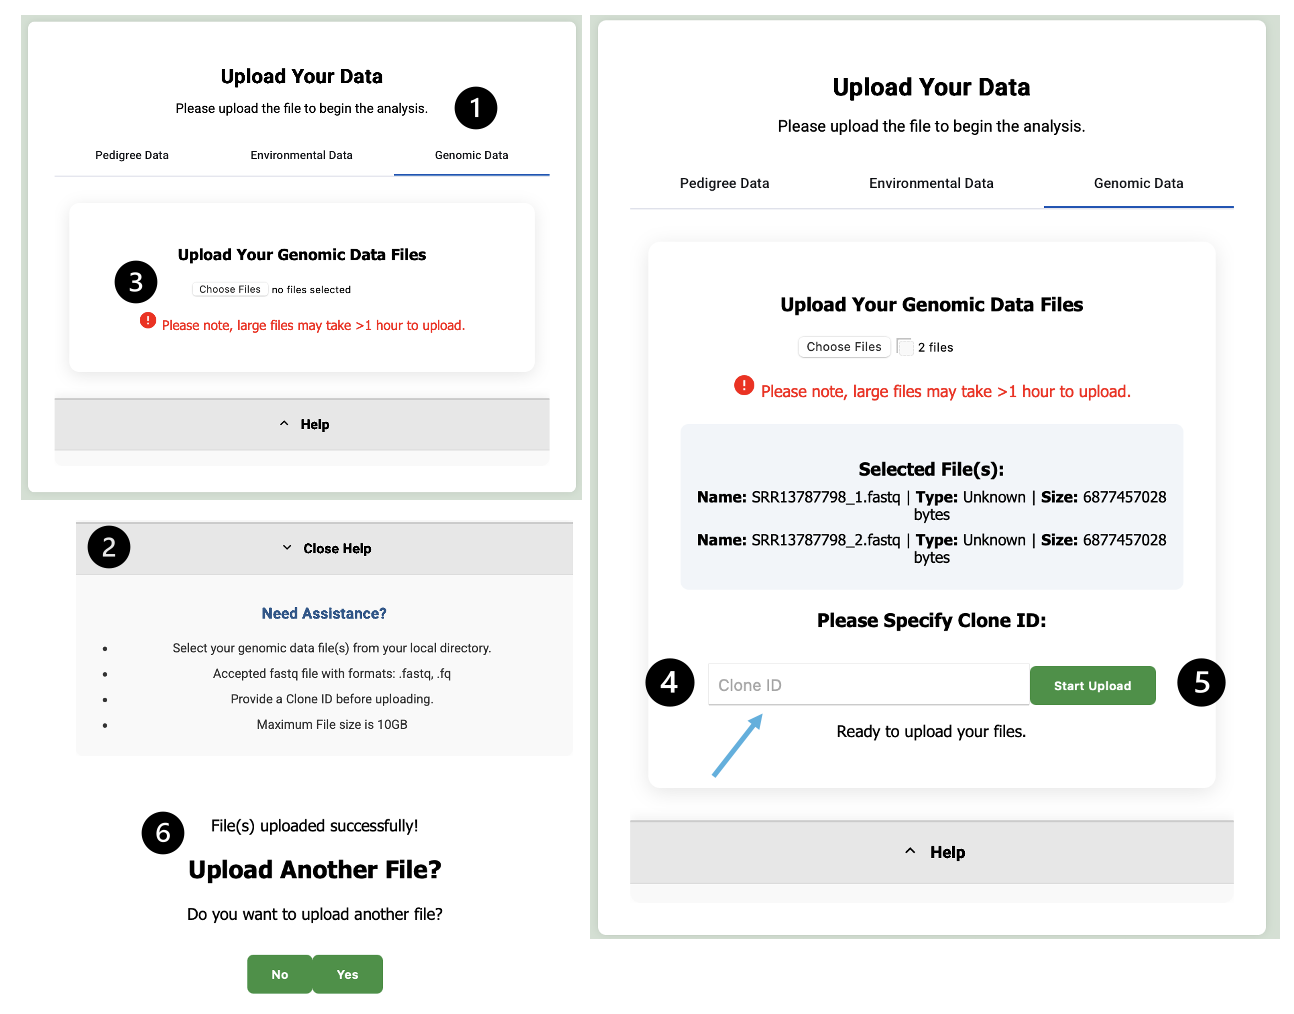 Upload Your Data
Please upload the file to begin the analysis.
1
Pedigree Data Environmental Data Genomic Data
Upload Your Genomic Data Files
3
Choose Files no files selected
! Please note, large files may take >1 hour to upload.
Help
2
Close Help
Need Assistance?
• Select your genomic data file(s) from your local directory.
• Accepted fastq file with formats: .fastq, .fq
• Provide a Clone ID before uploading.
• Maximum File size is 10GB
6
File(s) uploaded successfully!
Upload Another File?
Do you want to upload another file?
No Yes
Upload Your Data
Please upload the file to begin the analysis.
Pedigree Data Environmental Data Genomic Data
Upload Your Genomic Data Files
Choose Files 2 files
! Please note, large files may take >1 hour to upload.
Selected File(s):
Name: SRR13787798_1.fastq | Type: Unknown | Size: 6877457028
bytes
Name: SRR13787798_2.fastq | Type: Unknown | Size: 6877457028
bytes
Please Specify Clone ID:
4 Clone ID Start Upload 5
Ready to upload your files.
Help